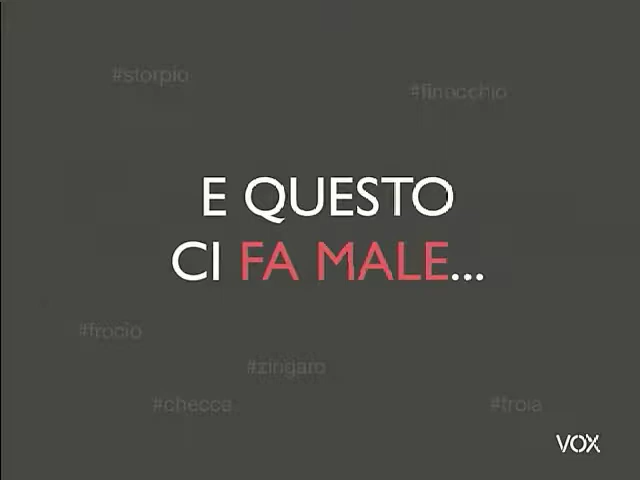 #storpio
#finocchio
E QUESTO
CI FA MALE...
#frocio
#zingaro
#checca
#troia
VOX